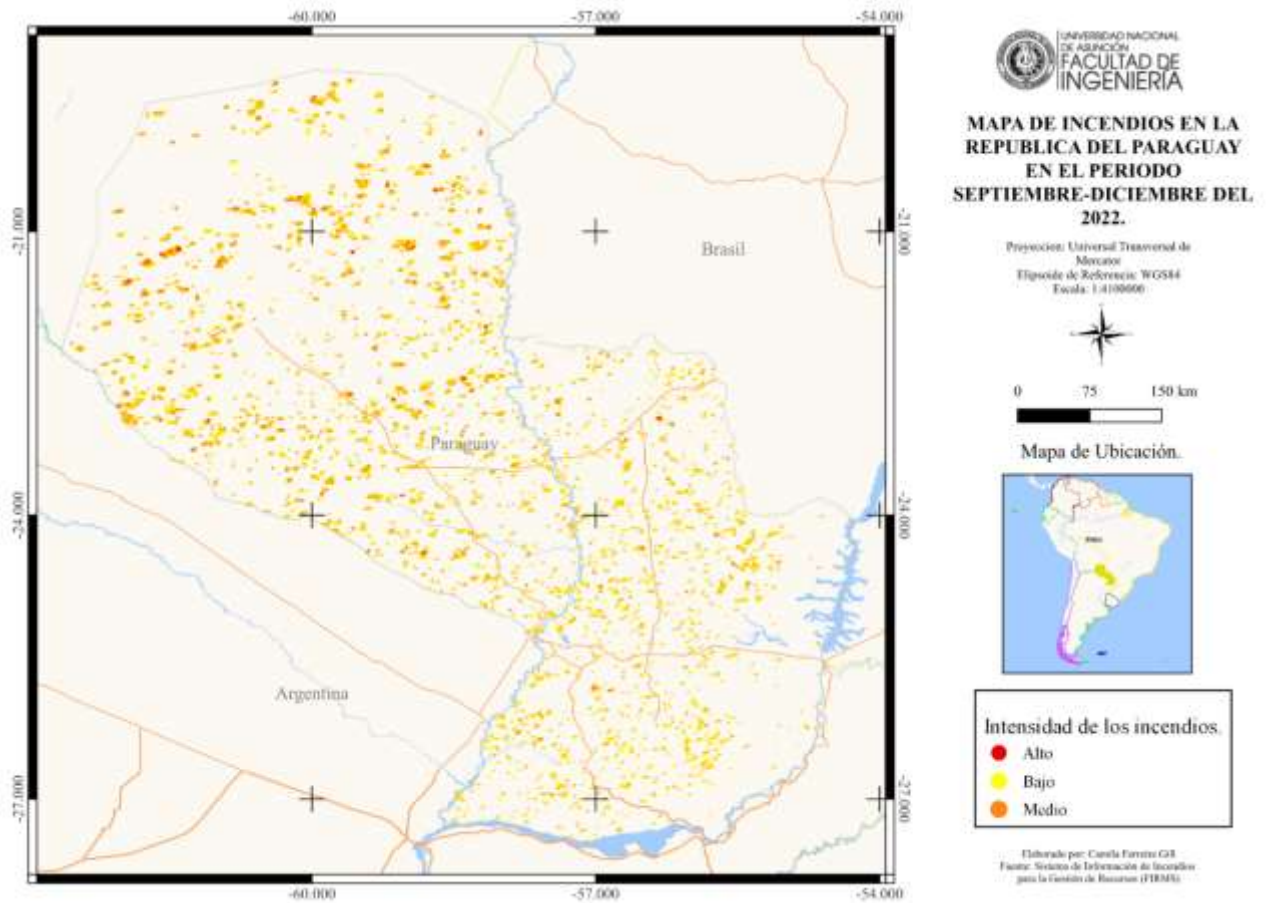 -60.000
-57.000
-54.000
-21.000
-21.000
Brasil
Paraguay
-24.000
-24.000
Argentina
-27.000
-27.000
-60.000
-57.000
-54.000
UNIVERSIDAD NACIONAL
DE ASUNCIÓN
FACULTAD DE
INGENIERÍA
MAPA DE INCENDIOS EN LA
REPUBLICA DEL PARAGUAY
EN EL PERIODO
SEPTIEMBRE-DICIEMBRE DEL
2022.
Proyeccion: Universal Transversal de
Mercator
Elipsoide de Referencia: WGS84
Escala: 1:4100000
0 75 150 km
Mapa de Ubicación.
Intensidad de los incendios.
Alto
Bajo
Medio
Elaborado por: Camila Ferreira Gill
Fuente: Sistema de Información de Incendios
para la Gestión de Recursos (FIRMS)